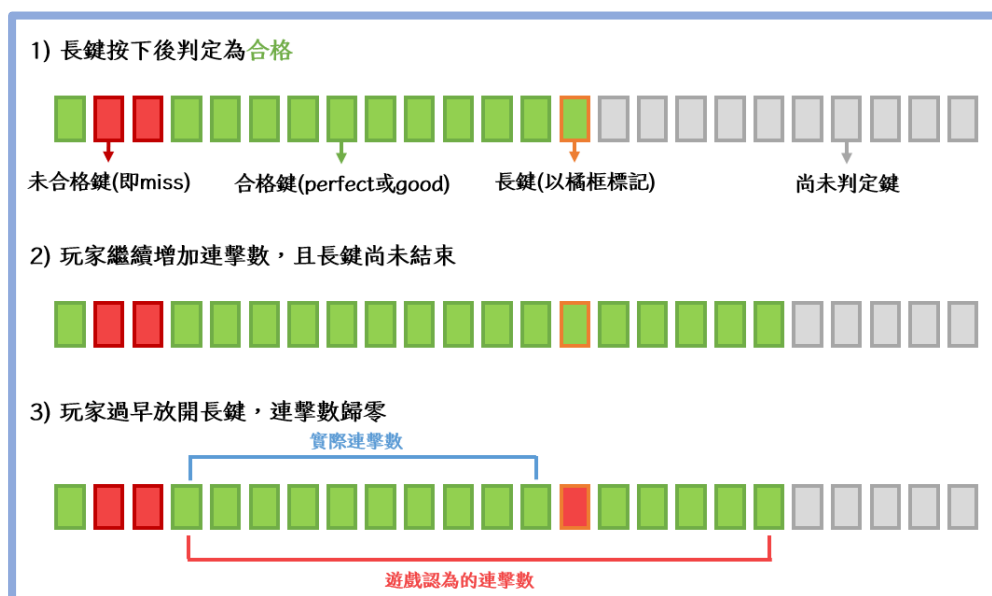 1) 長鍵按下後判定為合格
未合格鍵(即miss)
合格鍵(perfect或good)
長鍵(以橘框標記)
尚未判定鍵
2) 玩家繼續增加連擊數，且長鍵尚未結束
3) 玩家過早放開長鍵，連擊數歸零
實際連擊數
遊戲認為的連擊數